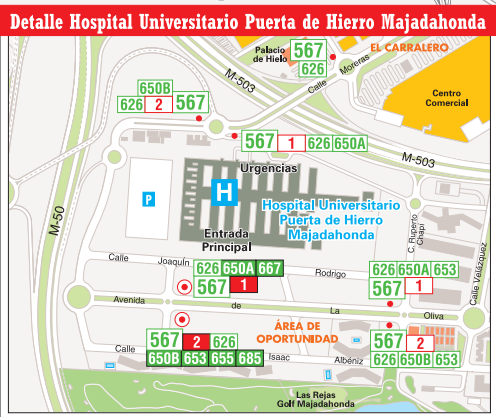 Detalle Hospital Universitario Puerta de Hierro Majadahonda
Palacio de Hielo
567
626
EL CARRALERO
Calle Moreras
M-503
Centro
Comercial
650B
626 2 567
567 1 626 650A
M-503
Urgencias
P
H
Hospital Universitario
Puerta de Hierro
Majadahonda
M-50
Entrada
Principal
C. Ruperto Chapí
Calle Velázquez
Calle Joaquín Rodrigo
626 650A 667
567 1
626 650A 653
567 1
Avenida de La Oliva
567 2 626
650B 653 655 685
ÁREA DE
OPORTUNIDAD
567 2
626 650B 653
Calle Isaac Albéniz
Las Rejas
Golf Majadahonda